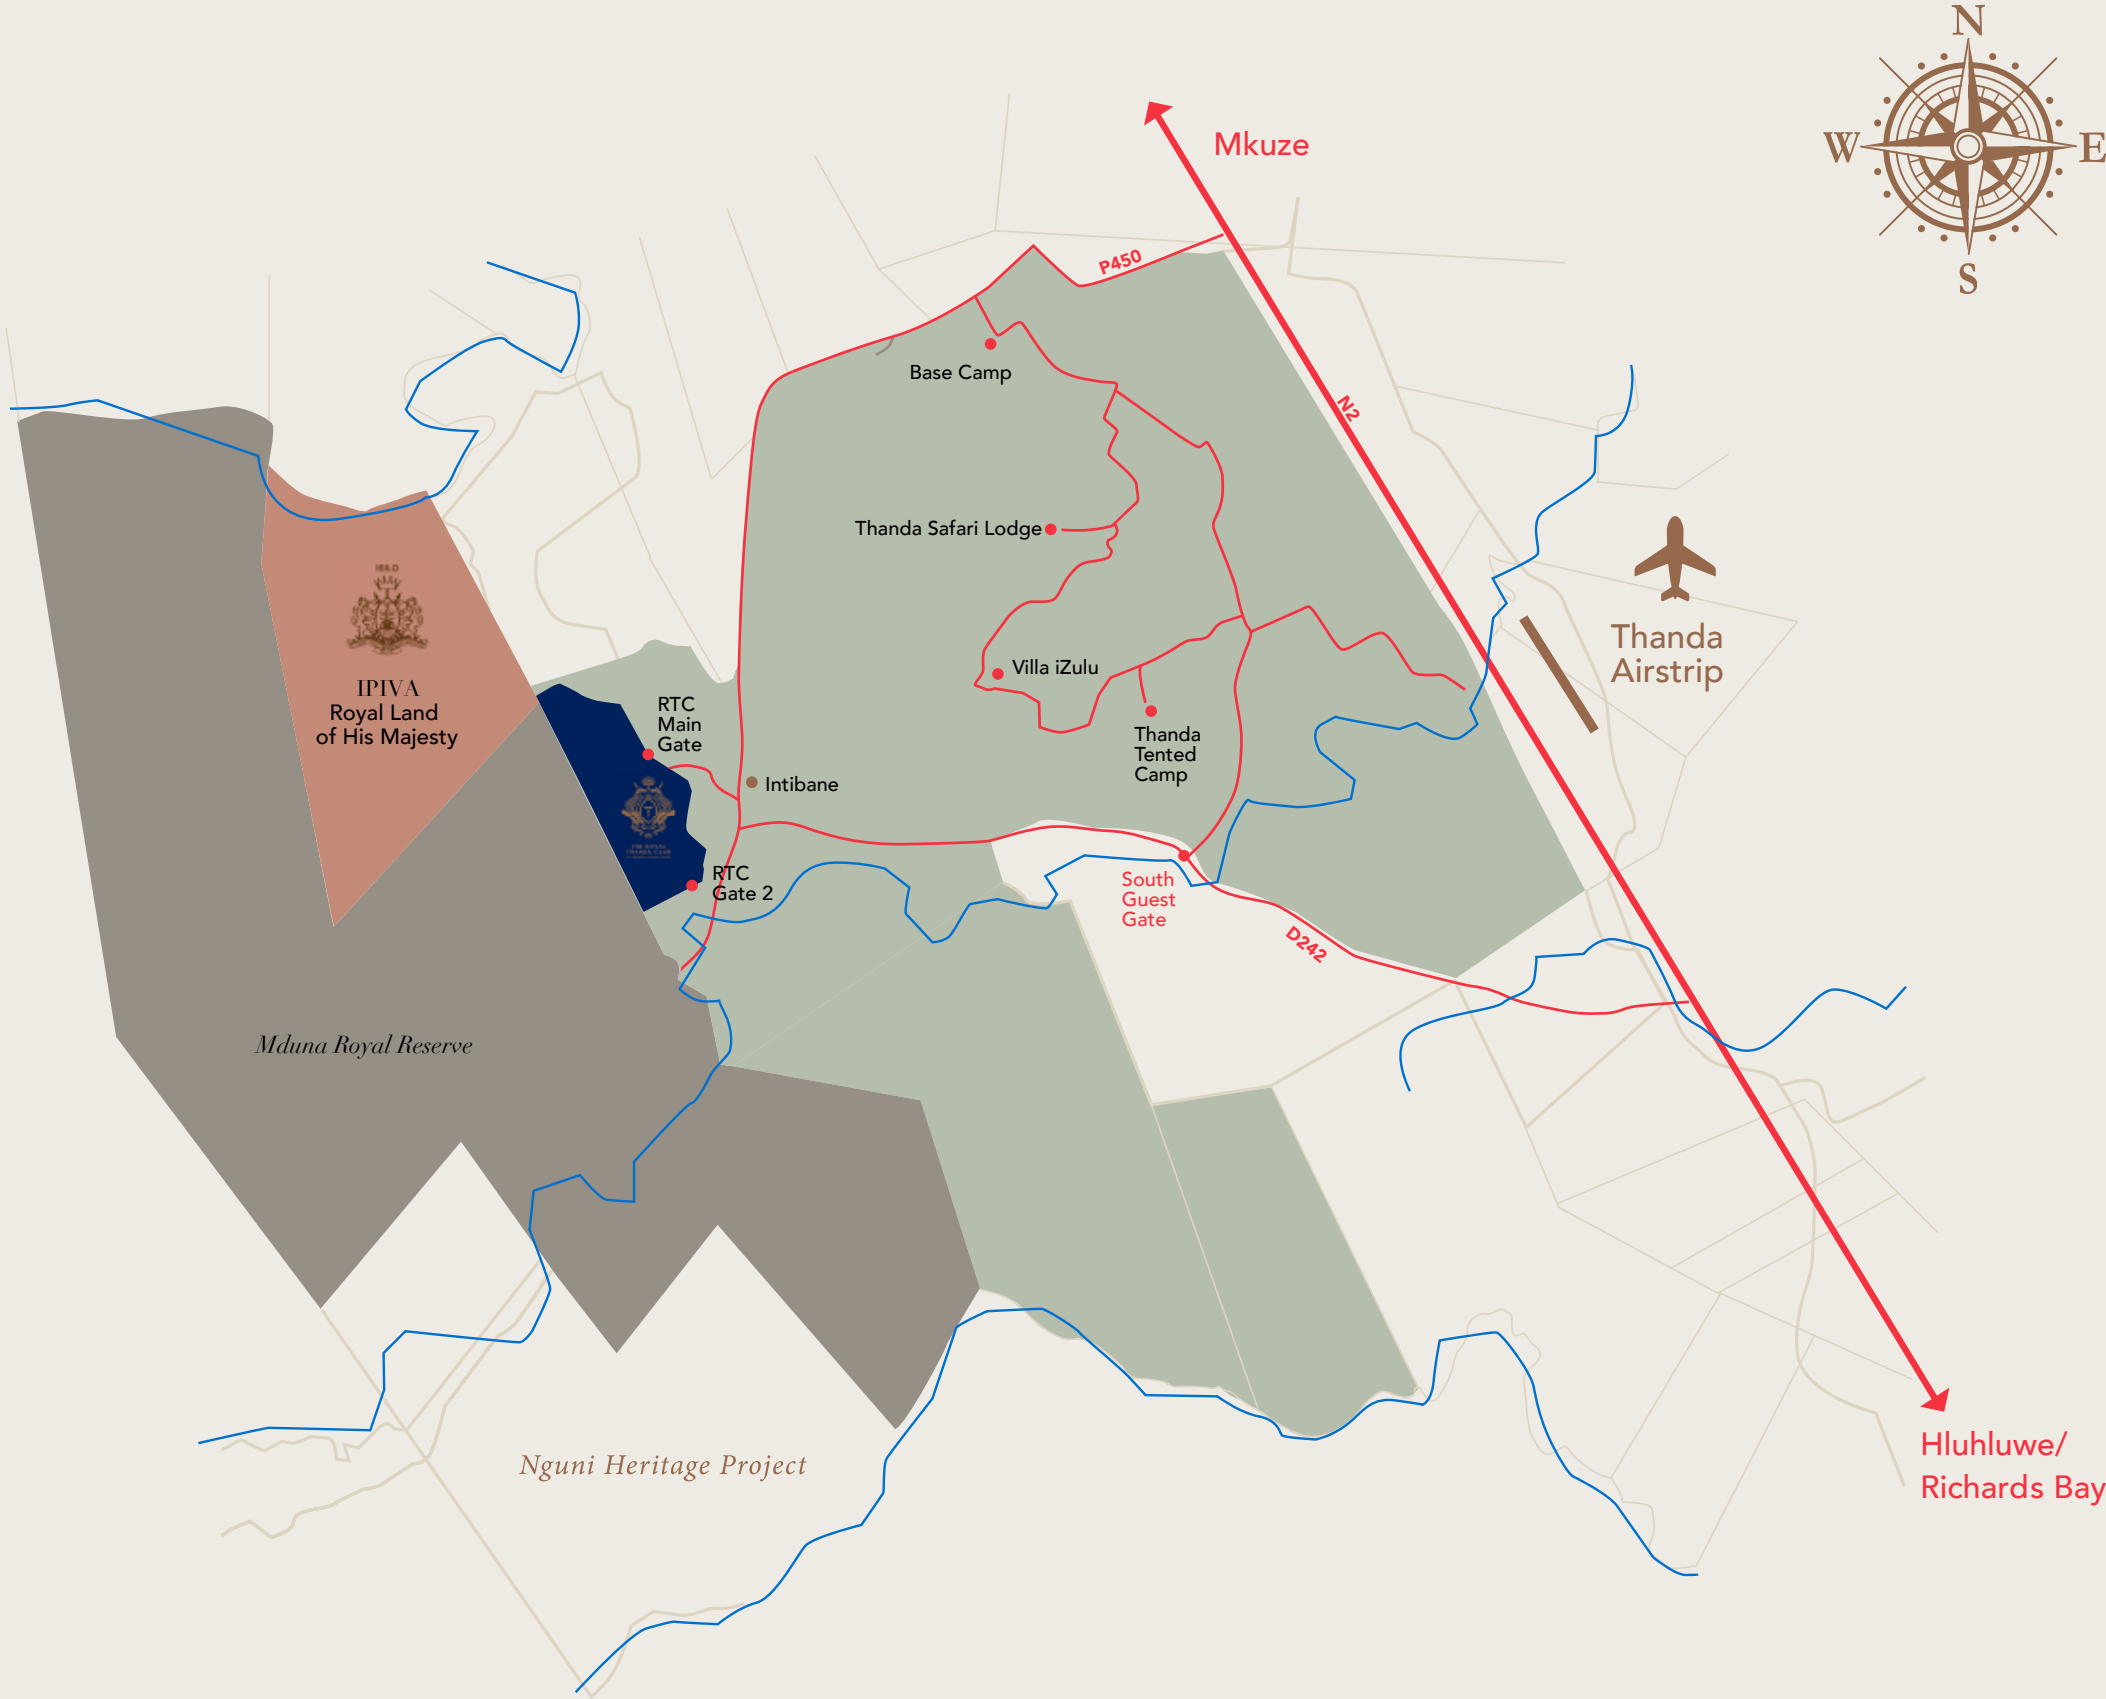 N
W
E
S
Mkuze
P450
N2
Base Camp
Thanda Safari Lodge
Thanda
Airstrip
Villa iZulu
IPIVA
Royal Land
of His Majesty
RTC
Main
Gate
Thanda
Tented
Camp
Intibane
RTC
Gate 2
South
Guest
Gate
D242
Mduna Royal Reserve
Nguni Heritage Project
Hluhluwe/
Richards Bay